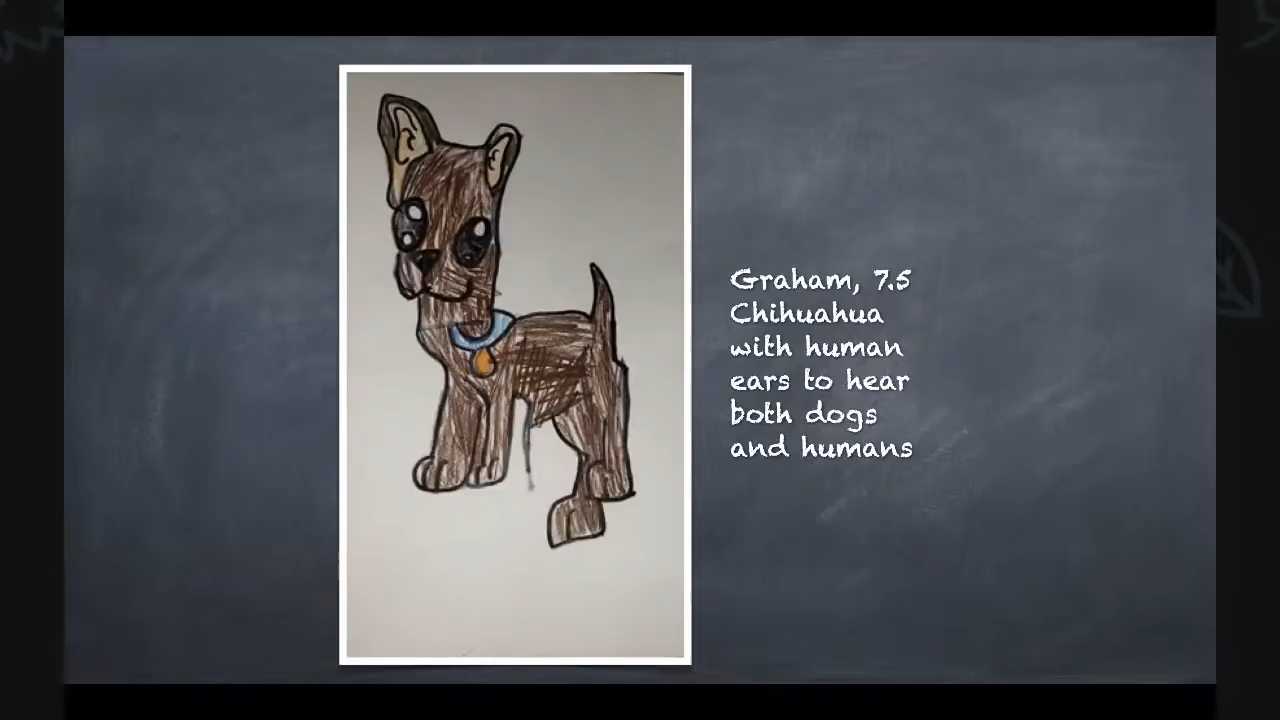 Graham, 7.5
Chihuahua
with human
ears to hear
both dogs
and humans